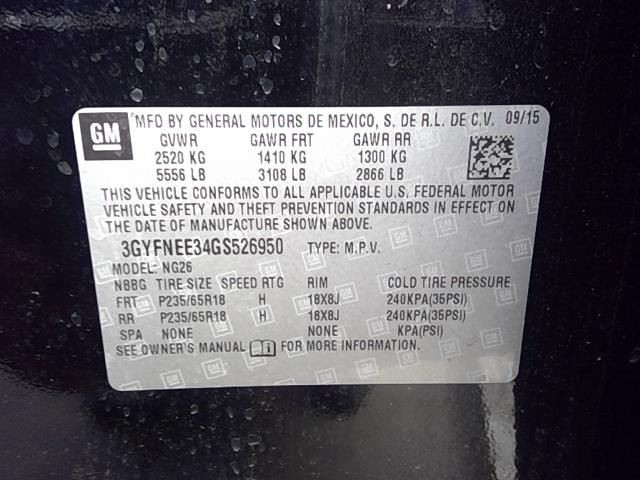 GM
MFD BY GENERAL MOTORS DE MEXICO, S. DE R.L. DE C.V. 09/15
GVWR GAWR FRT GAWR RR
2520 KG 1410 KG 1300 KG
5556 LB 3108 LB 2866 LB
THIS VEHICLE CONFORMS TO ALL APPLICABLE U.S. FEDERAL MOTOR
VEHICLE SAFETY AND THEFT PREVENTION STANDARDS IN EFFECT ON
THE DATE OF MANUFACTURE SHOWN ABOVE.
3GYFNEE34GS526950 TYPE: M.P.V.
MODEL: NG26
NBBG TIRE SIZE SPEED RTG RIM COLD TIRE PRESSURE
FRT P235/65R18 H 18X8J 240KPA(35PSI)
RR P235/65R18 H 18X8J 240KPA(35PSI)
SPA NONE NONE KPA(PSI)
SEE OWNER'S MANUAL FOR MORE INFORMATION.